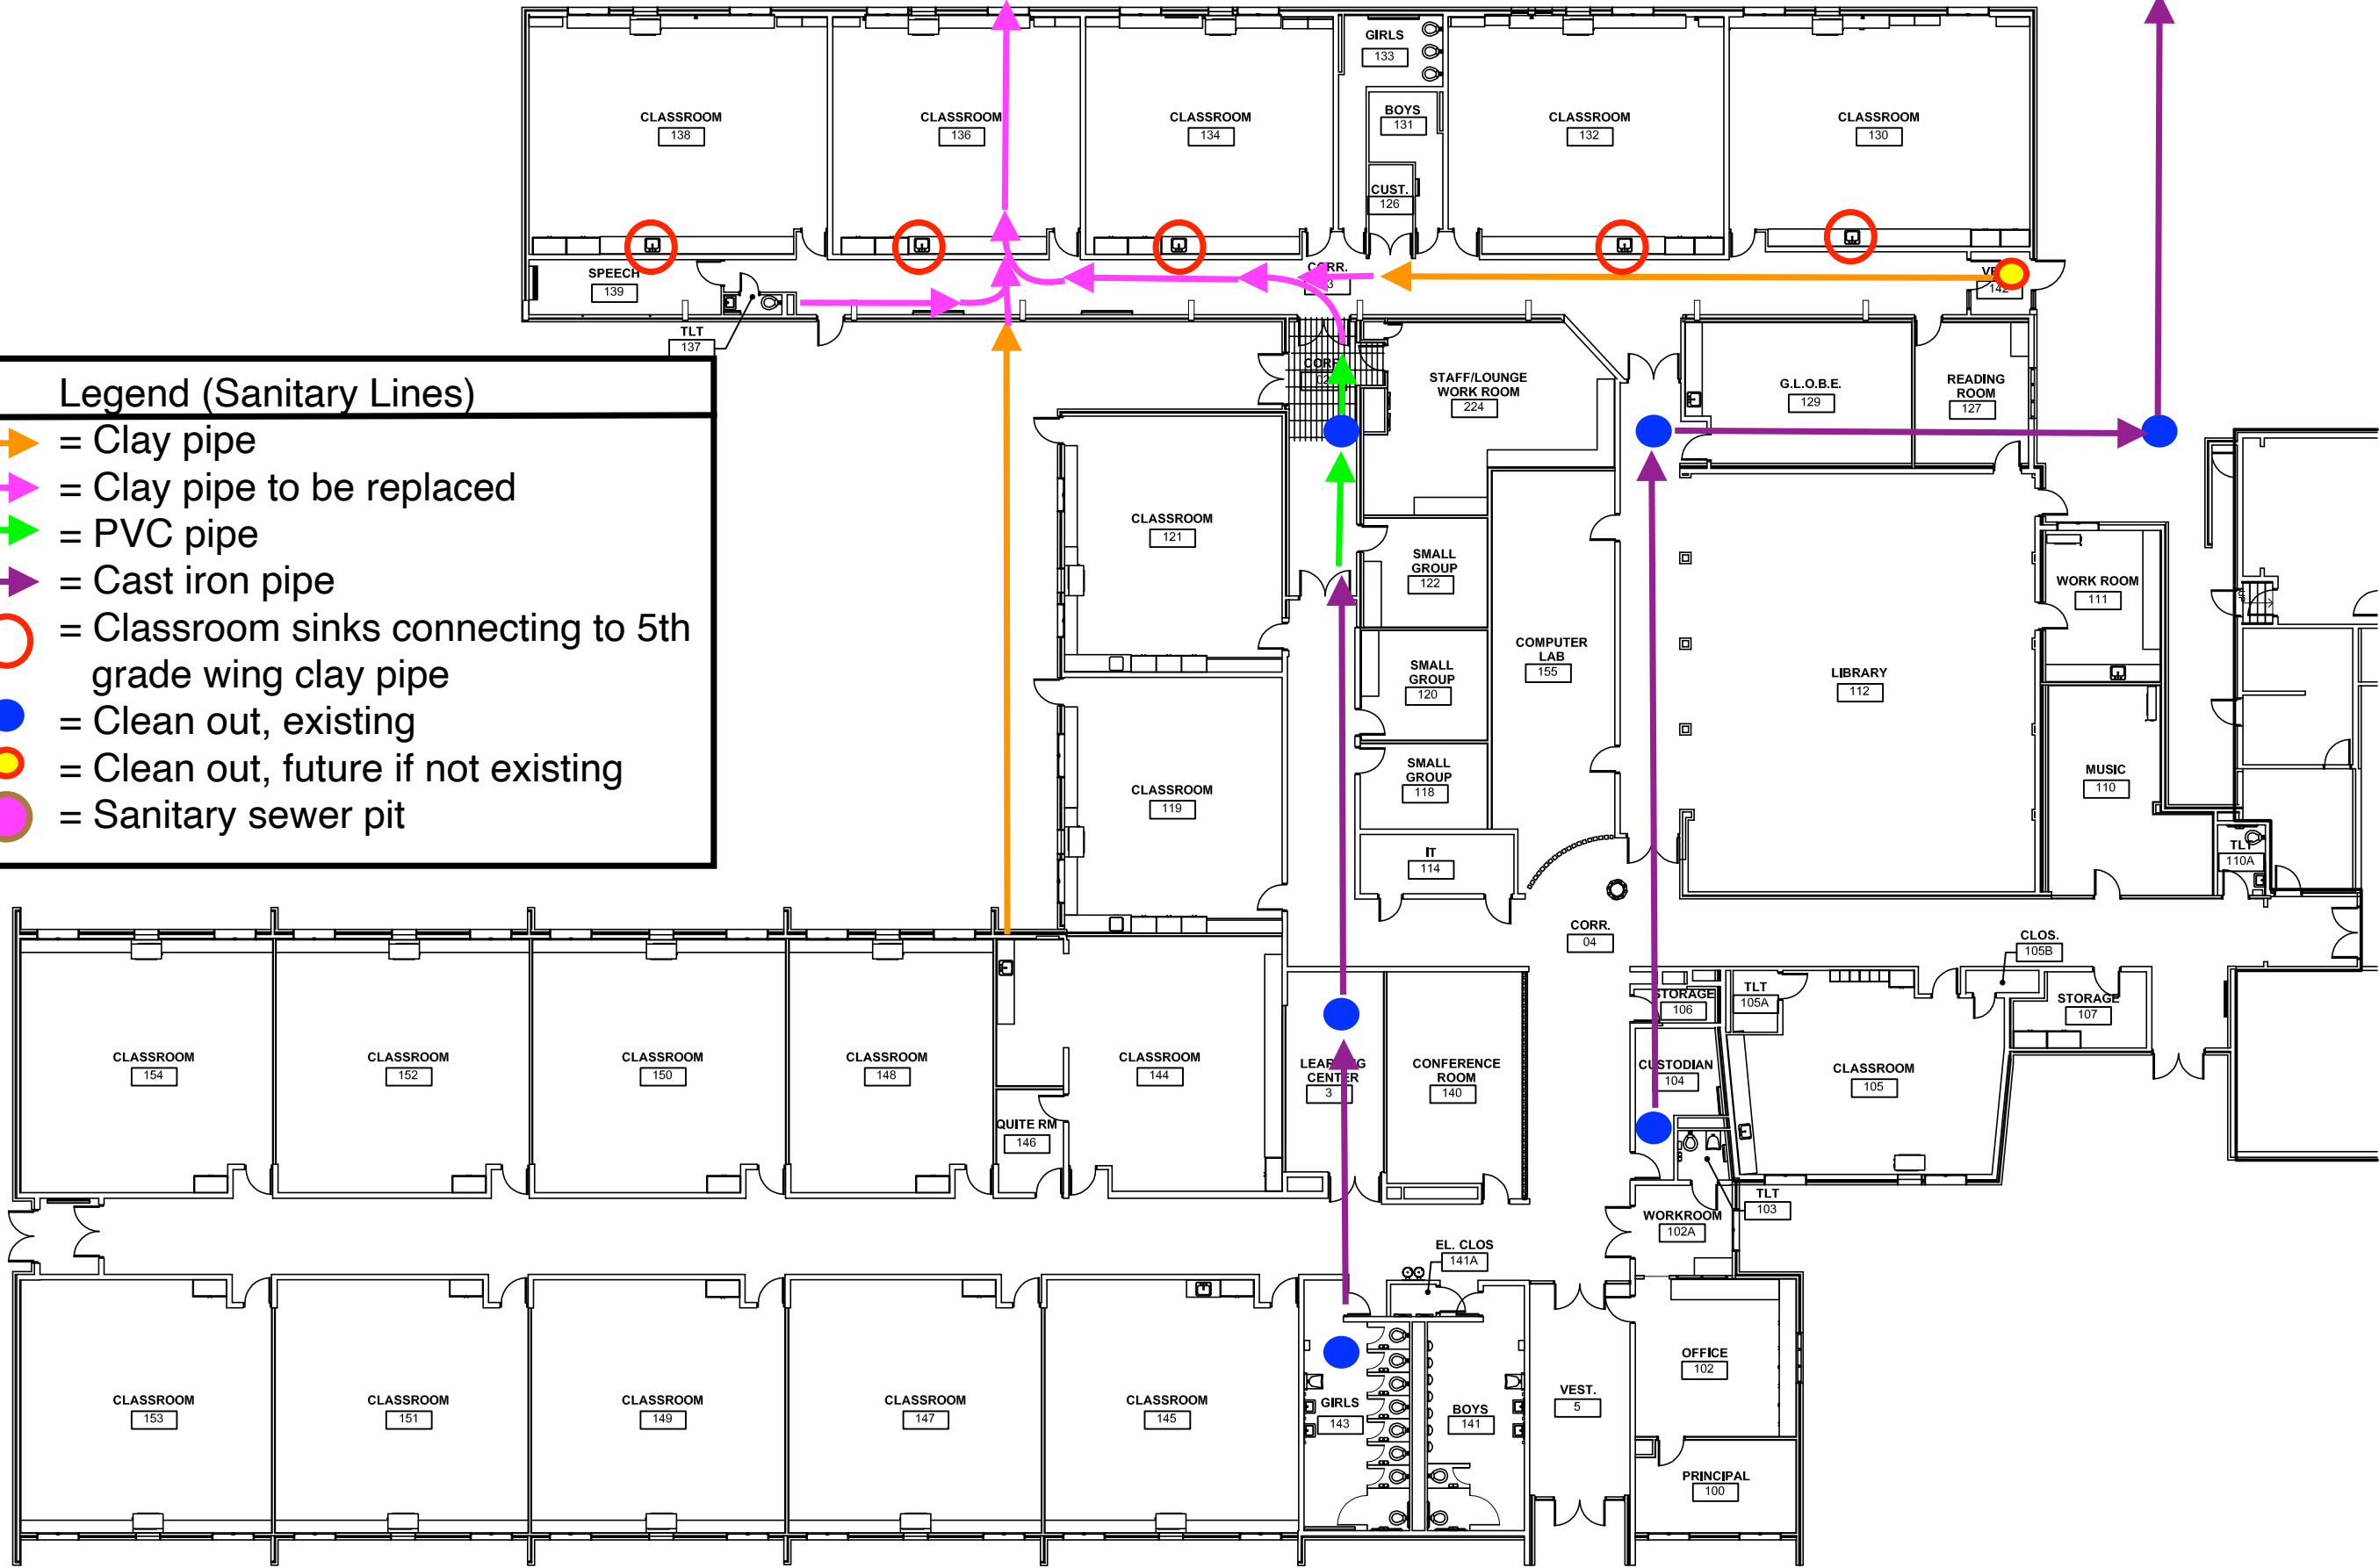 GIRLS
133
CLASSROOM
138
CLASSROOM
136
CLASSROOM
134
BOYS
131
CLASSROOM
132
CLASSROOM
130
CUST.
126
SPEECH
139
CORR.
3
142
TLT
137
Legend (Sanitary Lines)
= Clay pipe
= Clay pipe to be replaced
= PVC pipe
= Cast iron pipe
= Classroom sinks connecting to 5th
grade wing clay pipe
= Clean out, existing
= Clean out, future if not existing
= Sanitary sewer pit
STAFF/LOUNGE
WORK ROOM
224
G.L.O.B.E.
129
READING
ROOM
127
CLASSROOM
121
SMALL
GROUP
122
WORK ROOM
111
SMALL
GROUP
120
COMPUTER
LAB
155
LIBRARY
112
CLASSROOM
119
SMALL
GROUP
118
MUSIC
110
IT
114
TLT
110A
CORR.
04
CLOS.
105B
CLASSROOM
154
CLASSROOM
152
CLASSROOM
150
CLASSROOM
148
CLASSROOM
144
LEARNING
CENTER
3
CONFERENCE
ROOM
140
STORAGE
106
TLT
105A
STORAGE
107
CUSTODIAN
104
CLASSROOM
105
QUITE RM
146
TLT
103
WORKROOM
102A
EL. CLOS
141A
OFFICE
102
CLASSROOM
153
CLASSROOM
151
CLASSROOM
149
CLASSROOM
147
CLASSROOM
145
GIRLS
143
BOYS
141
VEST.
5
PRINCIPAL
100